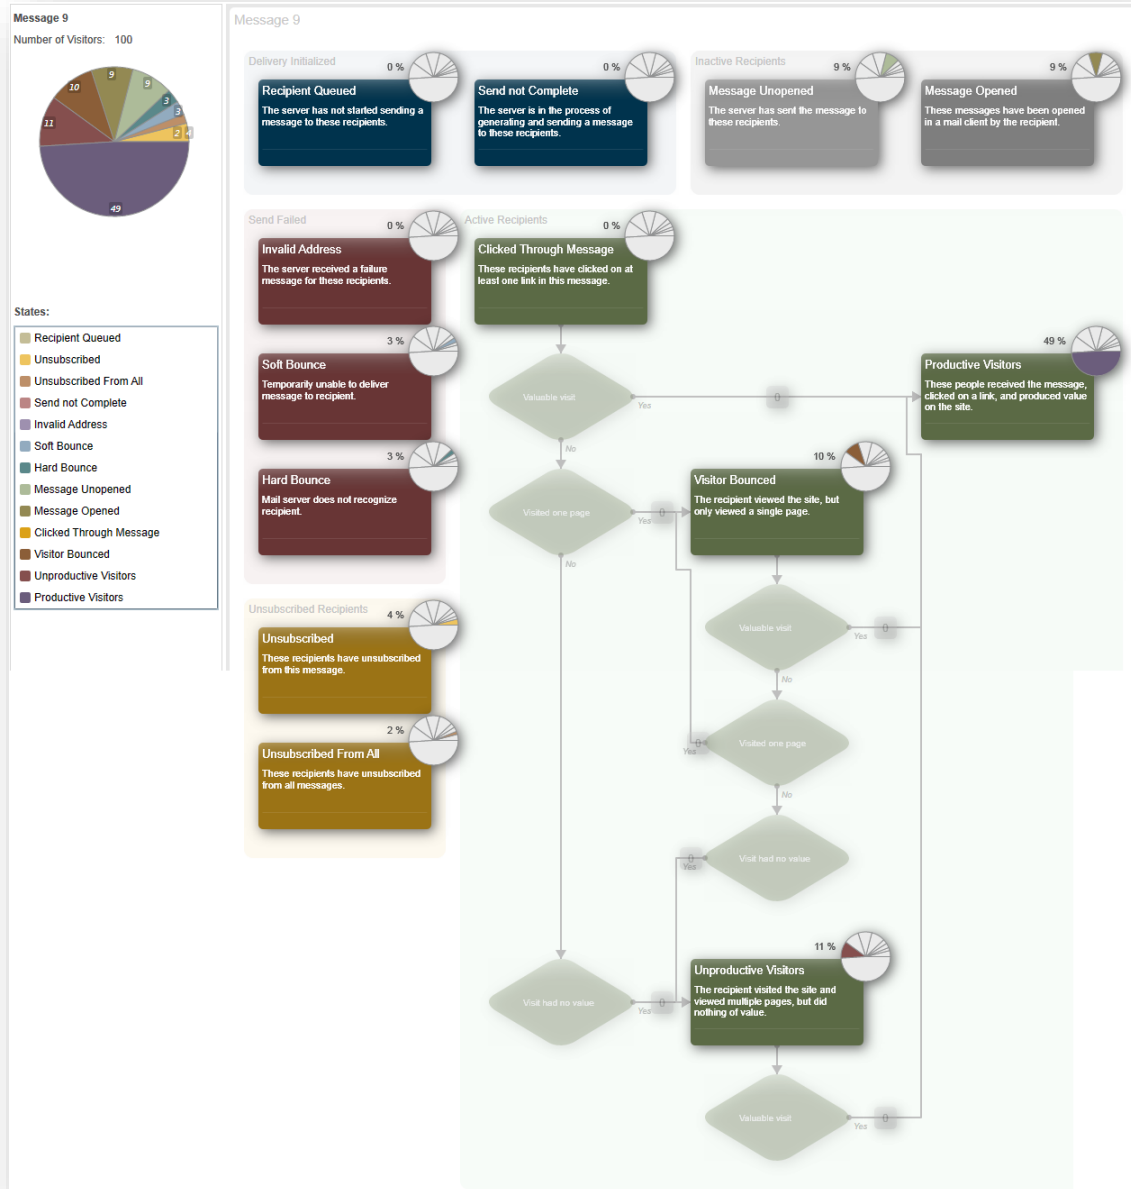 Message 9
Number of Visitors: 100
10
9
9
3
3
2
4
11
49
States:
Recipient Queued
Unsubscribed
Unsubscribed From All
Send not Complete
Invalid Address
Soft Bounce
Hard Bounce
Message Unopened
Message Opened
Clicked Through Message
Visitor Bounced
Unproductive Visitors
Productive Visitors
Message 9
Delivery Initialized
0 %
Recipient Queued
The server has not started sending a
message to these recipients.
0 %
Send not Complete
The server is in the process of
generating and sending a message
to these recipients.
Inactive Recipients
9 %
Message Unopened
The server has sent the message to
these recipients.
9 %
Message Opened
These messages have been opened
in a mail client by the recipient.
Send Failed
0 %
Invalid Address
The server received a failure
message for these recipients.
3 %
Soft Bounce
Temporarily unable to deliver
message to recipient.
3 %
Hard Bounce
Mail server does not recognize
recipient.
Unsubscribed Recipients
4 %
Unsubscribed
These recipients have unsubscribed
from this message.
2 %
Unsubscribed From All
These recipients have unsubscribed
from all messages.
Active Recipients
0 %
Clicked Through Message
These recipients have clicked on at
least one link in this message.
Valuable visit
Yes
0
No
49 %
Productive Visitors
These people received the message,
clicked on a link, and produced value
on the site.
Visited one page
Yes
0
No
10 %
Visitor Bounced
The recipient viewed the site, but
only viewed a single page.
Valuable visit
Yes
0
No
Visited one page
Yes
0
No
Visit had no value
Yes
0
Visit had no value
Yes
0
11 %
Unproductive Visitors
The recipient visited the site and
viewed multiple pages, but did
nothing of value.
Valuable visit
Yes
0